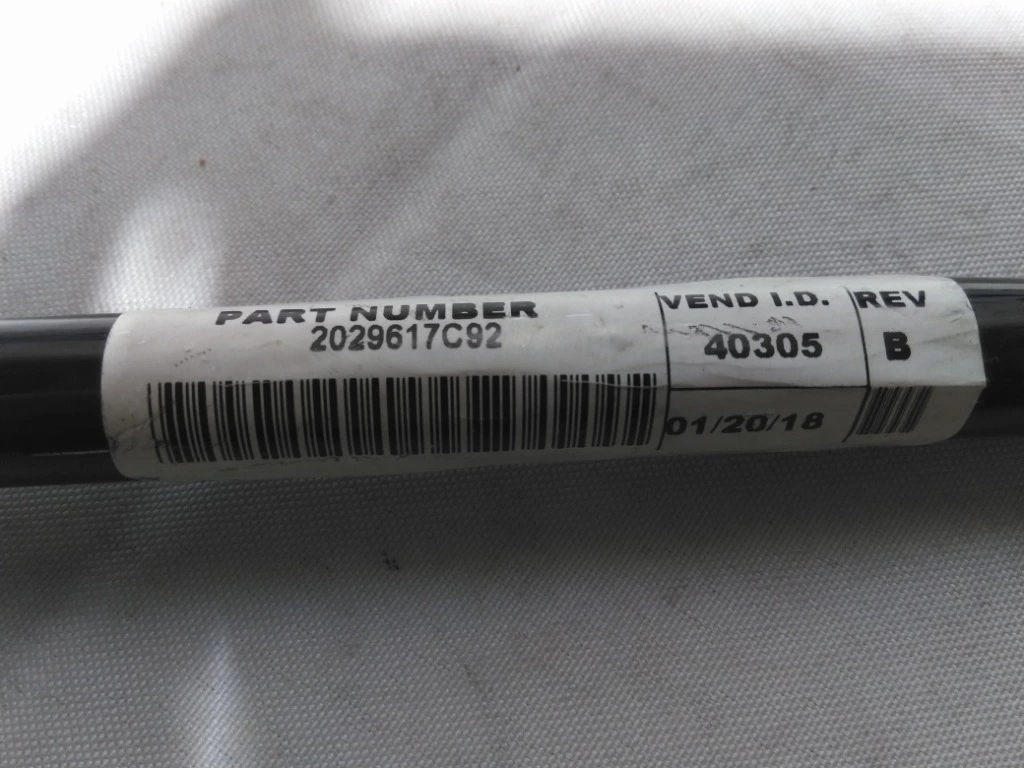 PART NUMBER
2029617C92
VEND I.D.
40305
01/20/18
REV
B